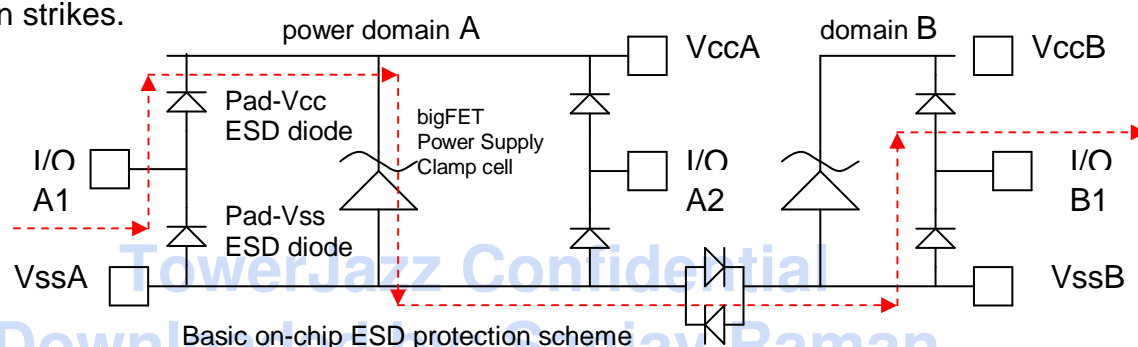 n strikes.
power domain A
domain B
VccA
VccB
Pad-Vcc
ESD diode
bigFET
Power Supply
Clamp cell
I/O
A1
I/O
A2
I/O
B1
Pad-Vss
ESD diode
TowerJazz Confidential
VssA
VssB
Basic on-chip ESD protection scheme